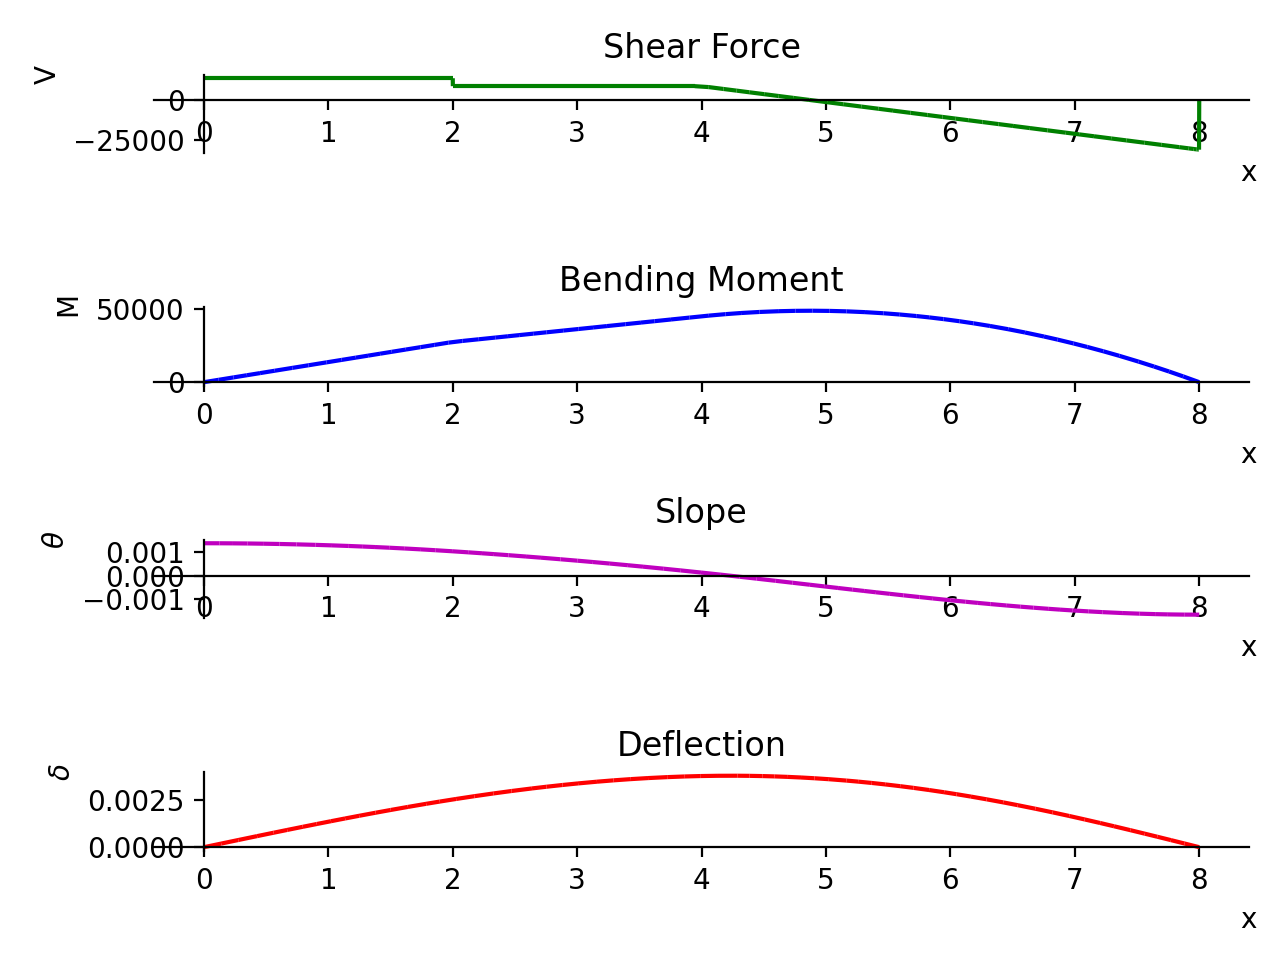 Shear Force
V
0
−25000
0 1 2 3 4 5 6 7 8
x
Bending Moment
M
50000
0
0 1 2 3 4 5 6 7 8
x
Slope
θ
0.001
0.000
−0.001
0 1 2 3 4 5 6 7 8
x
Deflection
δ
0.0025
0.0000
0 1 2 3 4 5 6 7 8
x